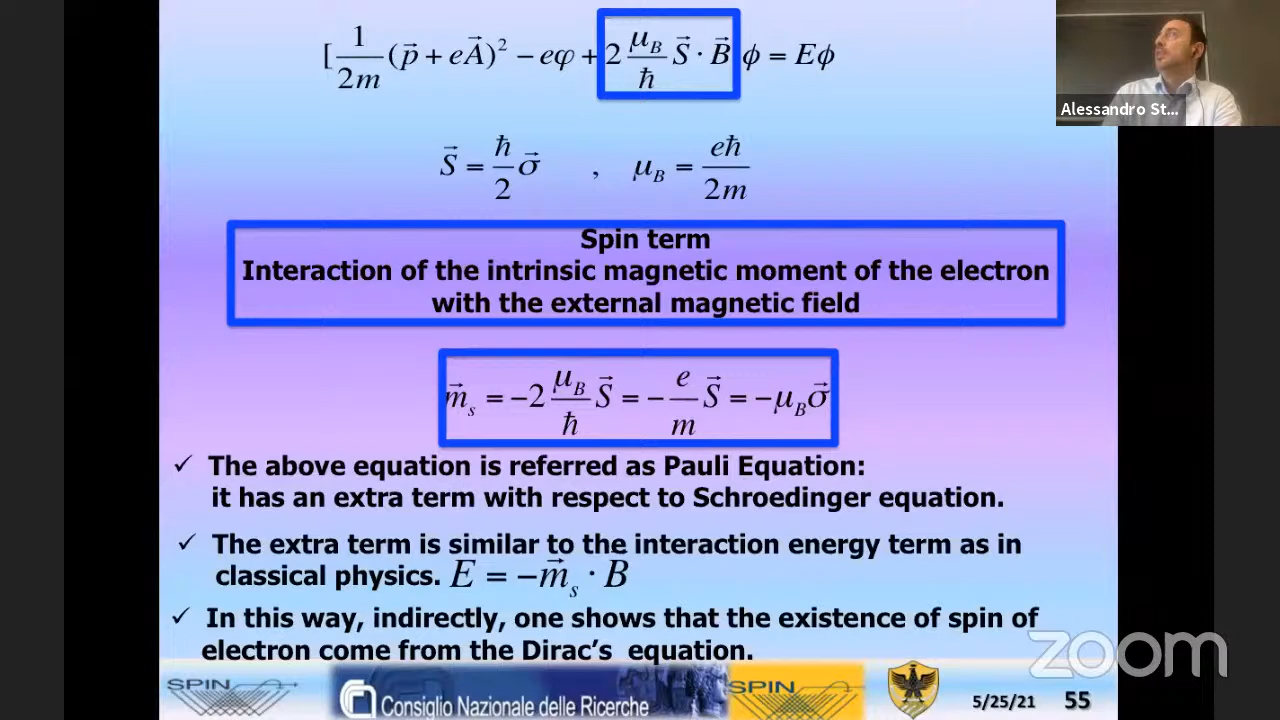 [1/2m (p⃗ + eA⃗)² − eφ + 2 μ_B/ħ S⃗ · B⃗ ϕ = Eϕ
Alessandro St...
S⃗ = ħ/2 σ⃗ , μ_B = eħ/2m
Spin term
Interaction of the intrinsic magnetic moment of the electron
with the external magnetic field
m⃗_s = −2 μ_B/ħ S⃗ = − e/m S⃗ = −μ_B σ⃗
✓ The above equation is referred as Pauli Equation:
it has an extra term with respect to Schroedinger equation.
✓ The extra term is similar to the interaction energy term as in
classical physics. E = −m⃗_s · B⃗
✓ In this way, indirectly, one shows that the existence of spin of
electron come from the Dirac's equation.
zoom
SPIN
Consiglio Nazionale delle Ricerche
SPIN
5/25/21 55